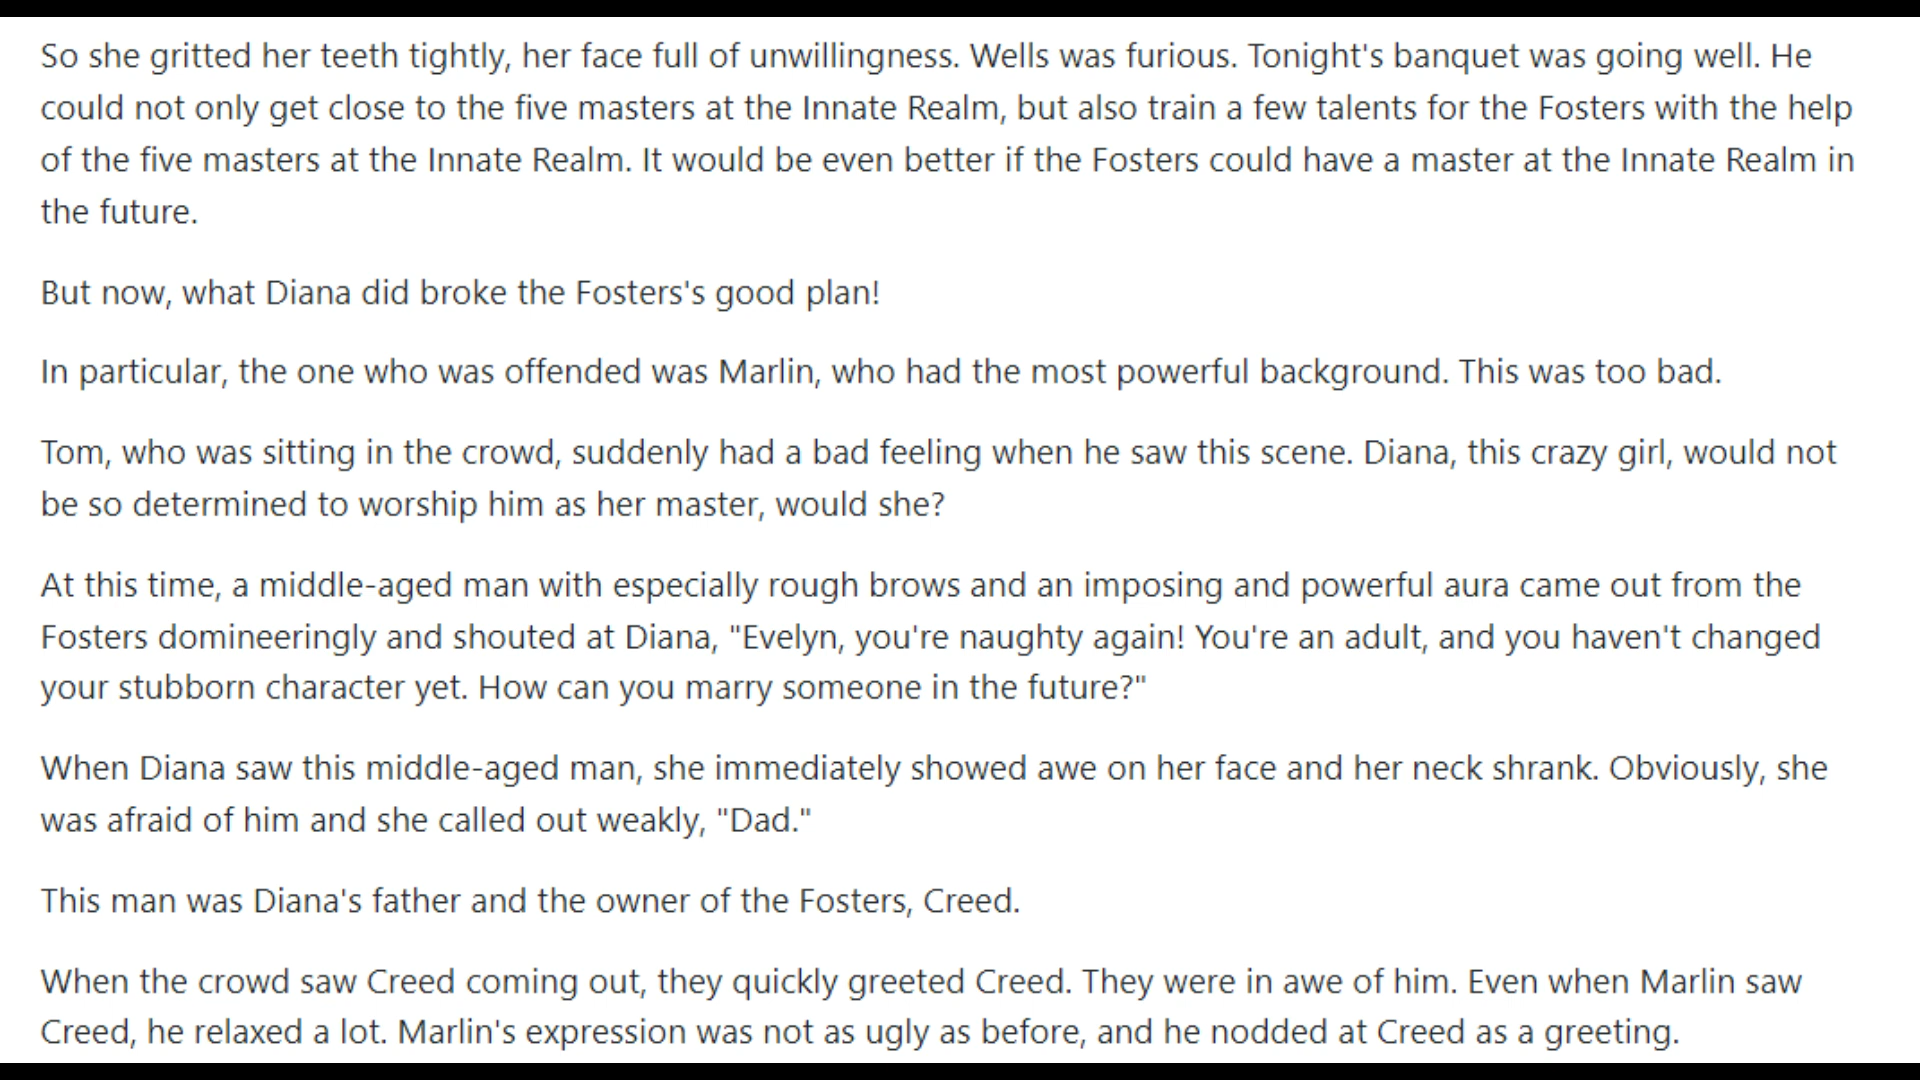 So she gritted her teeth tightly, her face full of unwillingness. Wells was furious. Tonight's banquet was going well. He
could not only get close to the five masters at the Innate Realm, but also train a few talents for the Fosters with the help
of the five masters at the Innate Realm. It would be even better if the Fosters could have a master at the Innate Realm in
the future.
But now, what Diana did broke the Fosters's good plan!
In particular, the one who was offended was Marlin, who had the most powerful background. This was too bad.
Tom, who was sitting in the crowd, suddenly had a bad feeling when he saw this scene. Diana, this crazy girl, would not
be so determined to worship him as her master, would she?
At this time, a middle-aged man with especially rough brows and an imposing and powerful aura came out from the
Fosters domineeringly and shouted at Diana, "Evelyn, you're naughty again! You're an adult, and you haven't changed
your stubborn character yet. How can you marry someone in the future?"
When Diana saw this middle-aged man, she immediately showed awe on her face and her neck shrank. Obviously, she
was afraid of him and she called out weakly, "Dad."
This man was Diana's father and the owner of the Fosters, Creed.
When the crowd saw Creed coming out, they quickly greeted Creed. They were in awe of him. Even when Marlin saw
Creed, he relaxed a lot. Marlin's expression was not as ugly as before, and he nodded at Creed as a greeting.